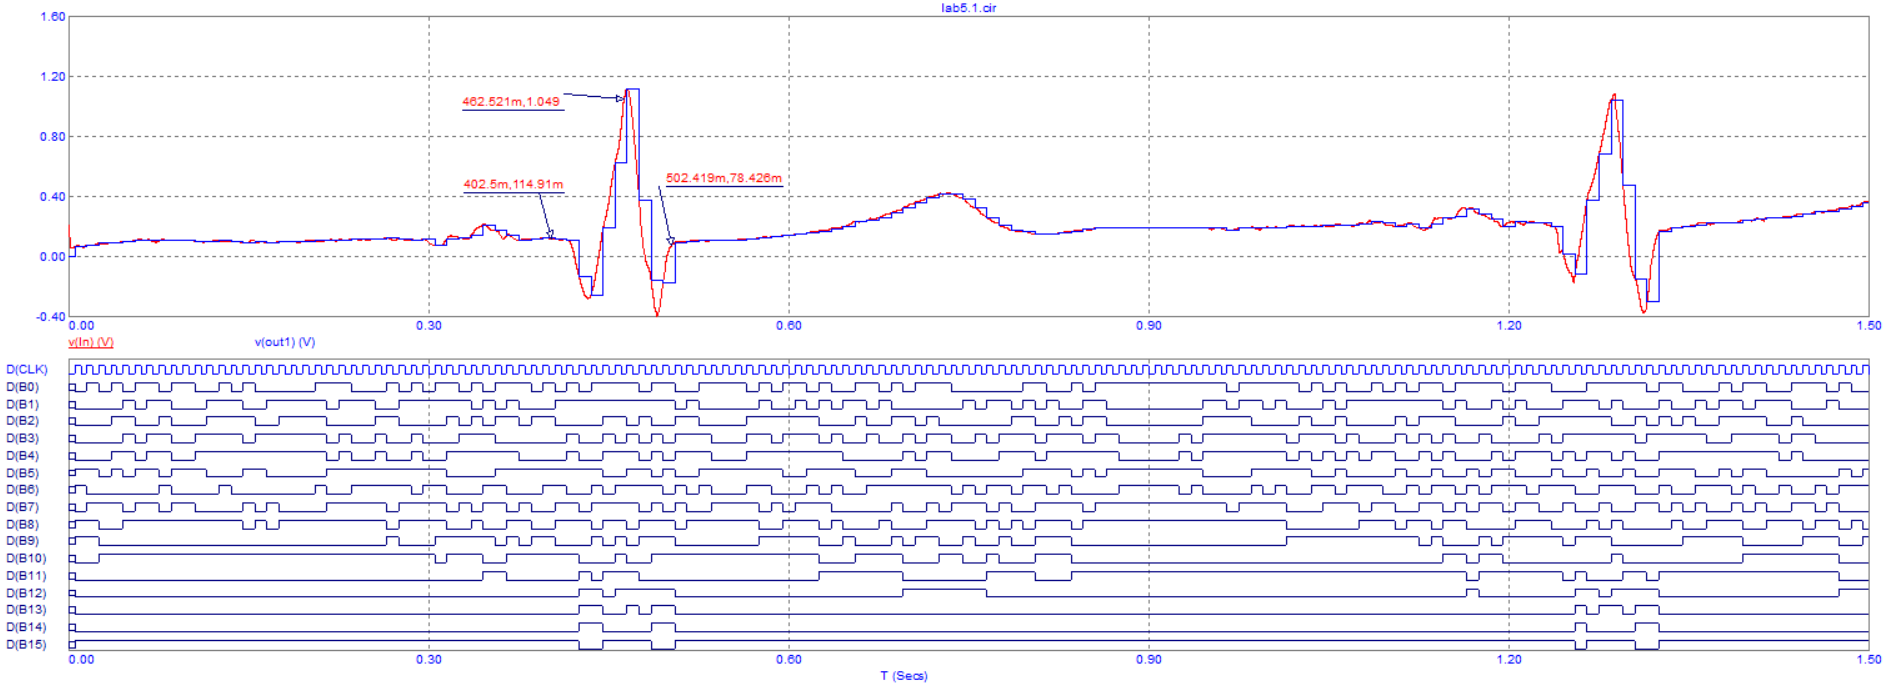 lab5.1.cir
1.60
1.20
0.80
0.40
0.00
-0.40
462.521m,1.049
402.5m,114.91m
502.419m,78.426m
0.00 0.30 0.60 0.90 1.20 1.50
v(In) (V) v(out1) (V)
D(CLK)
D(B0)
D(B1)
D(B2)
D(B3)
D(B4)
D(B5)
D(B6)
D(B7)
D(B8)
D(B9)
D(B10)
D(B11)
D(B12)
D(B13)
D(B14)
D(B15)
0.00 0.30 0.60 0.90 1.20 1.50
T (Secs)